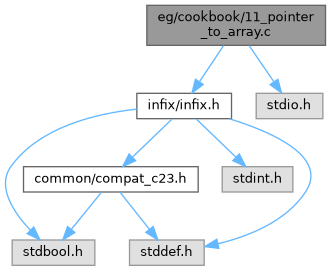 eg/cookbook/11_pointer
_to_array.c
infix/infix.h
stdio.h
common/compat_c23.h
stdint.h
stdbool.h
stddef.h